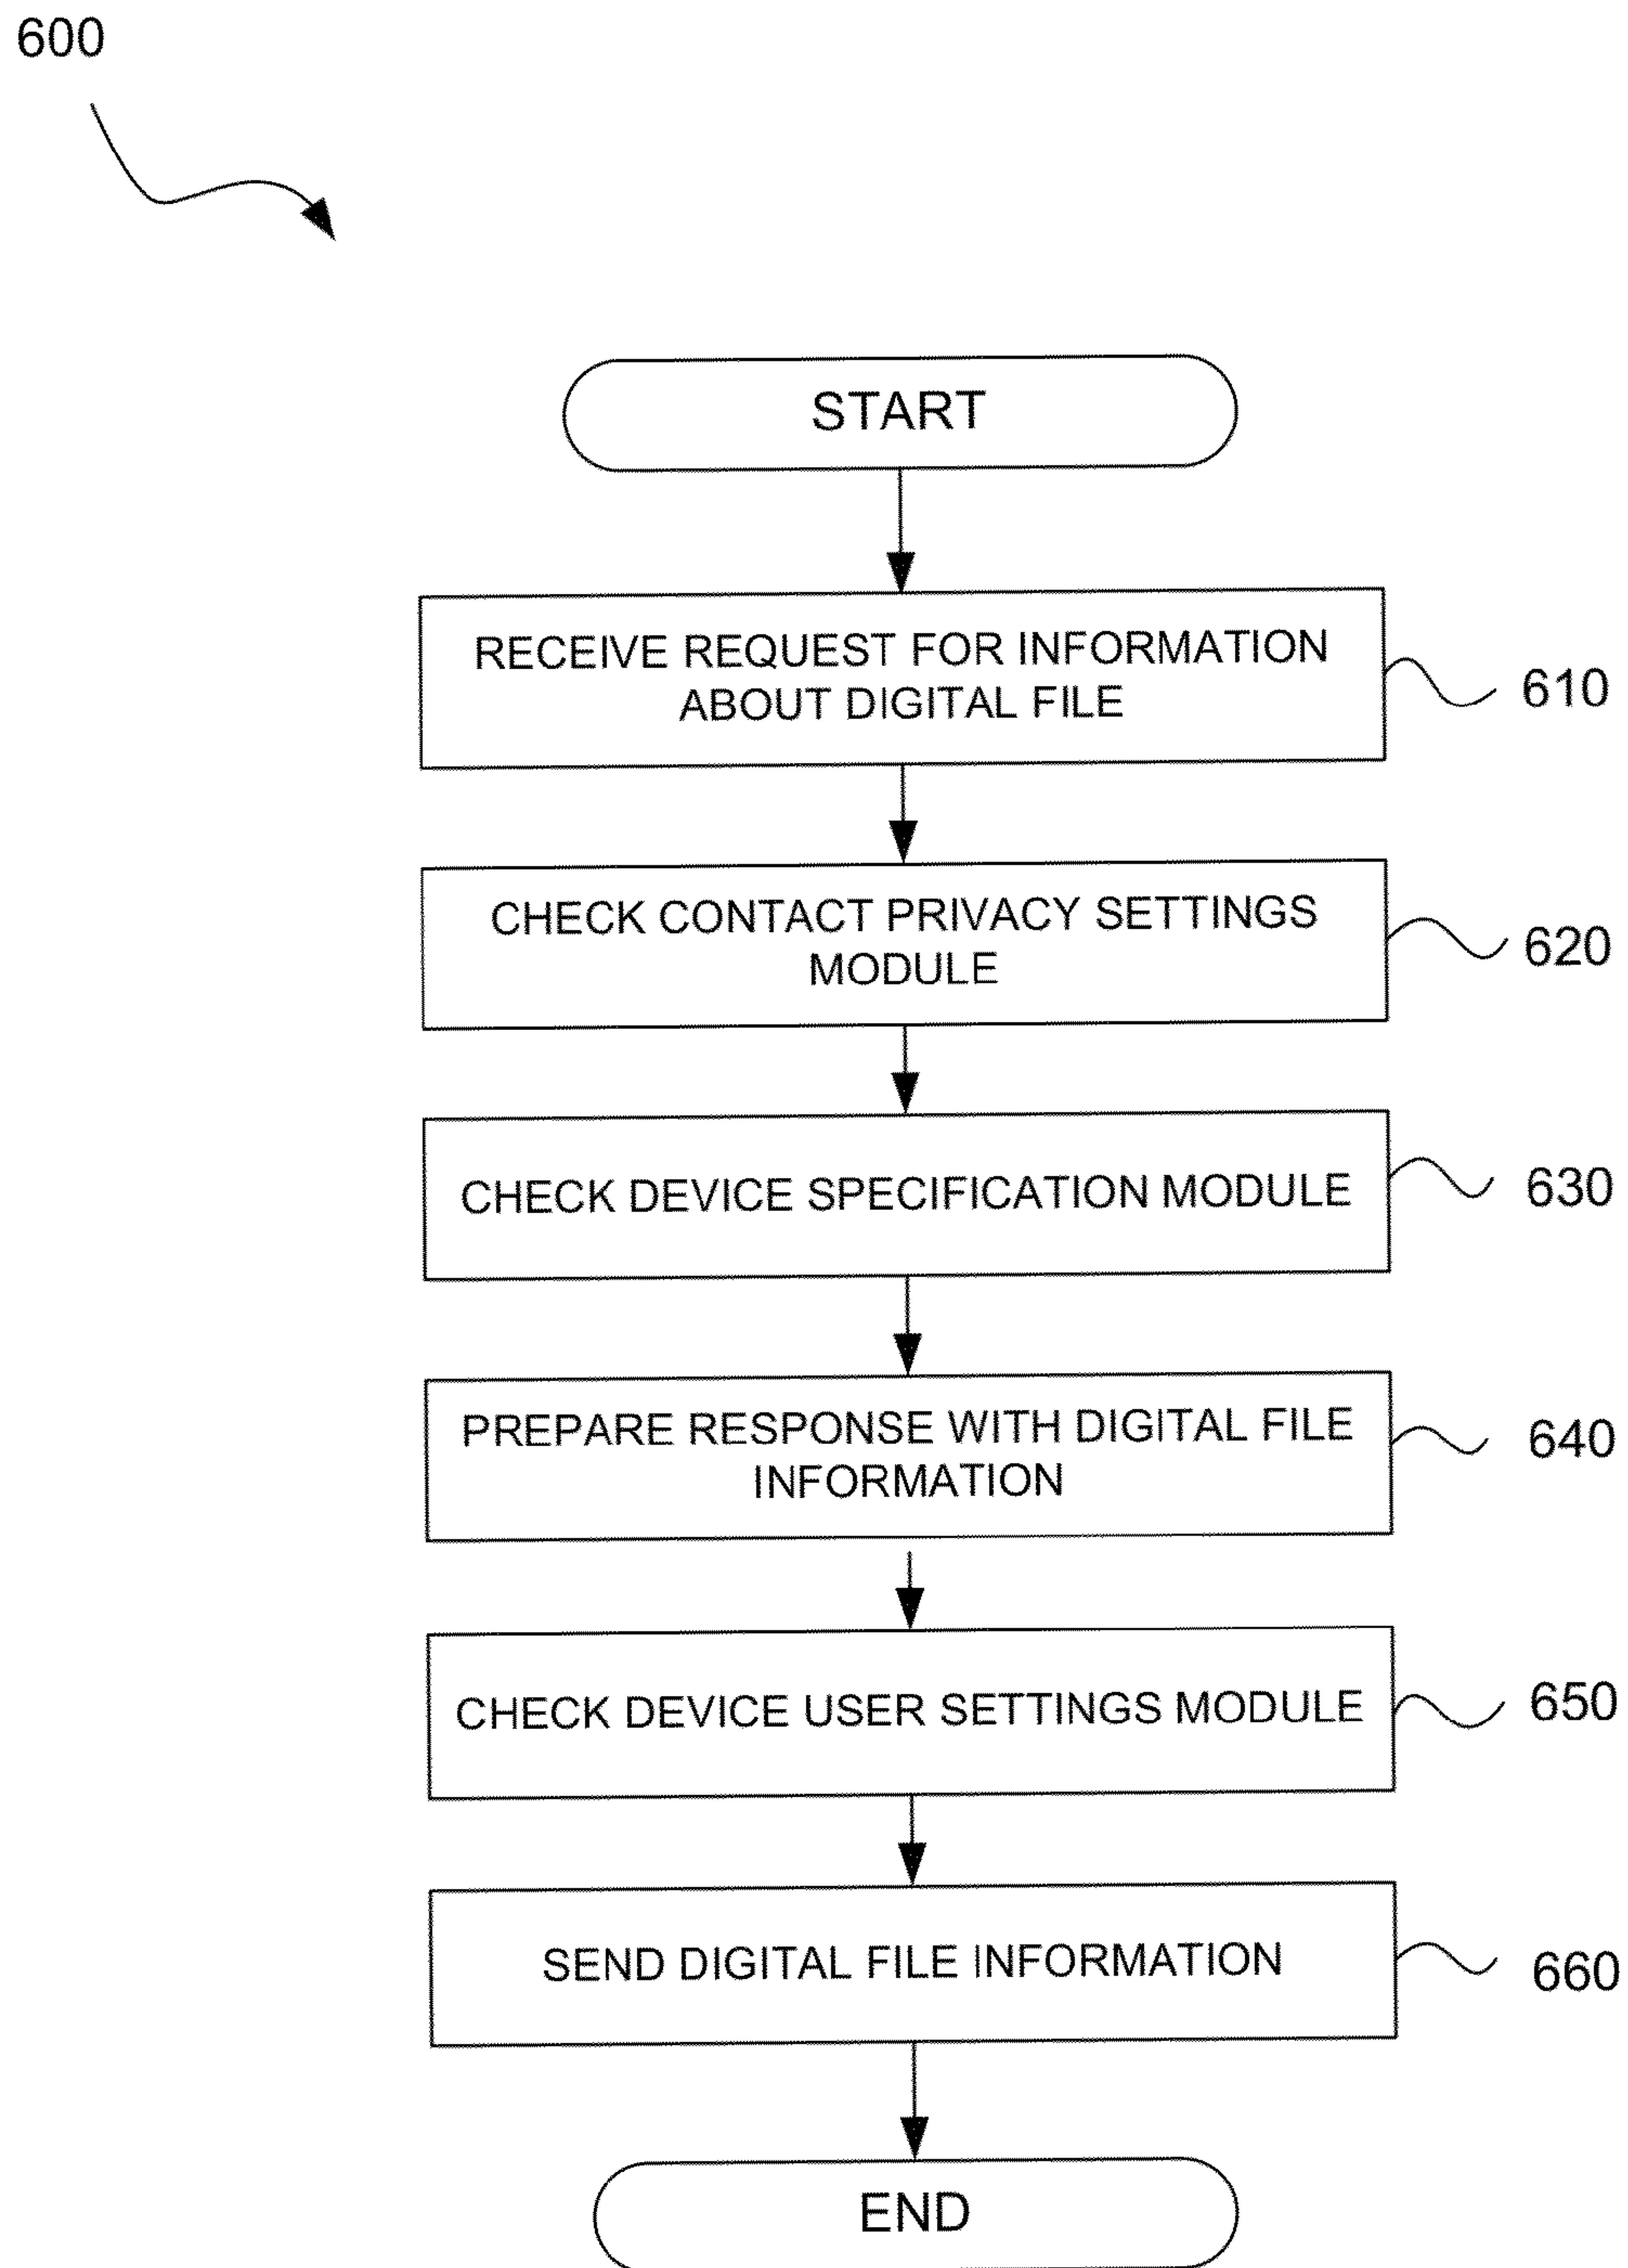 600
START
RECEIVE REQUEST FOR INFORMATION
ABOUT DIGITAL FILE
610
CHECK CONTACT PRIVACY SETTINGS
MODULE
620
CHECK DEVICE SPECIFICATION MODULE
630
PREPARE RESPONSE WITH DIGITAL FILE
INFORMATION
640
CHECK DEVICE USER SETTINGS MODULE
650
SEND DIGITAL FILE INFORMATION
660
END